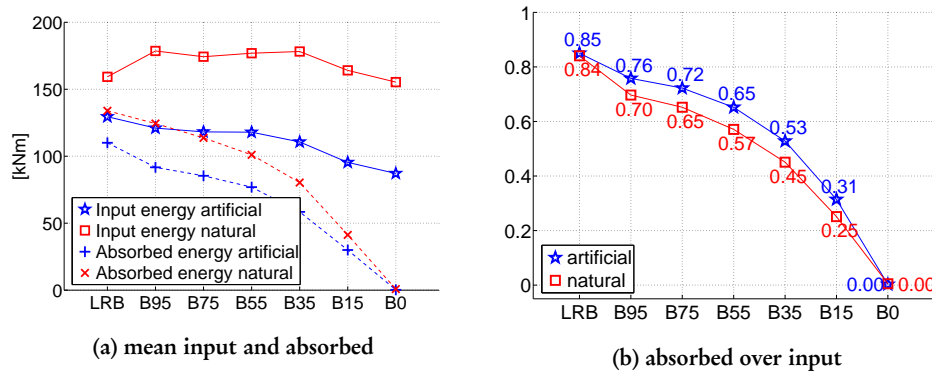 200
150
100
50
0
[kNm]
Input energy artificial
Input energy natural
Absorbed energy artificial
Absorbed energy natural
LRB B95 B75 B55 B35 B15 B0
(a) mean input and absorbed
1
0.8
0.6
0.4
0.2
0
0.85
0.76
0.72
0.65
0.53
0.31
0.00
0.84
0.70
0.65
0.57
0.45
0.25
0.00
artificial
natural
LRB B95 B75 B55 B35 B15 B0
(b) absorbed over input